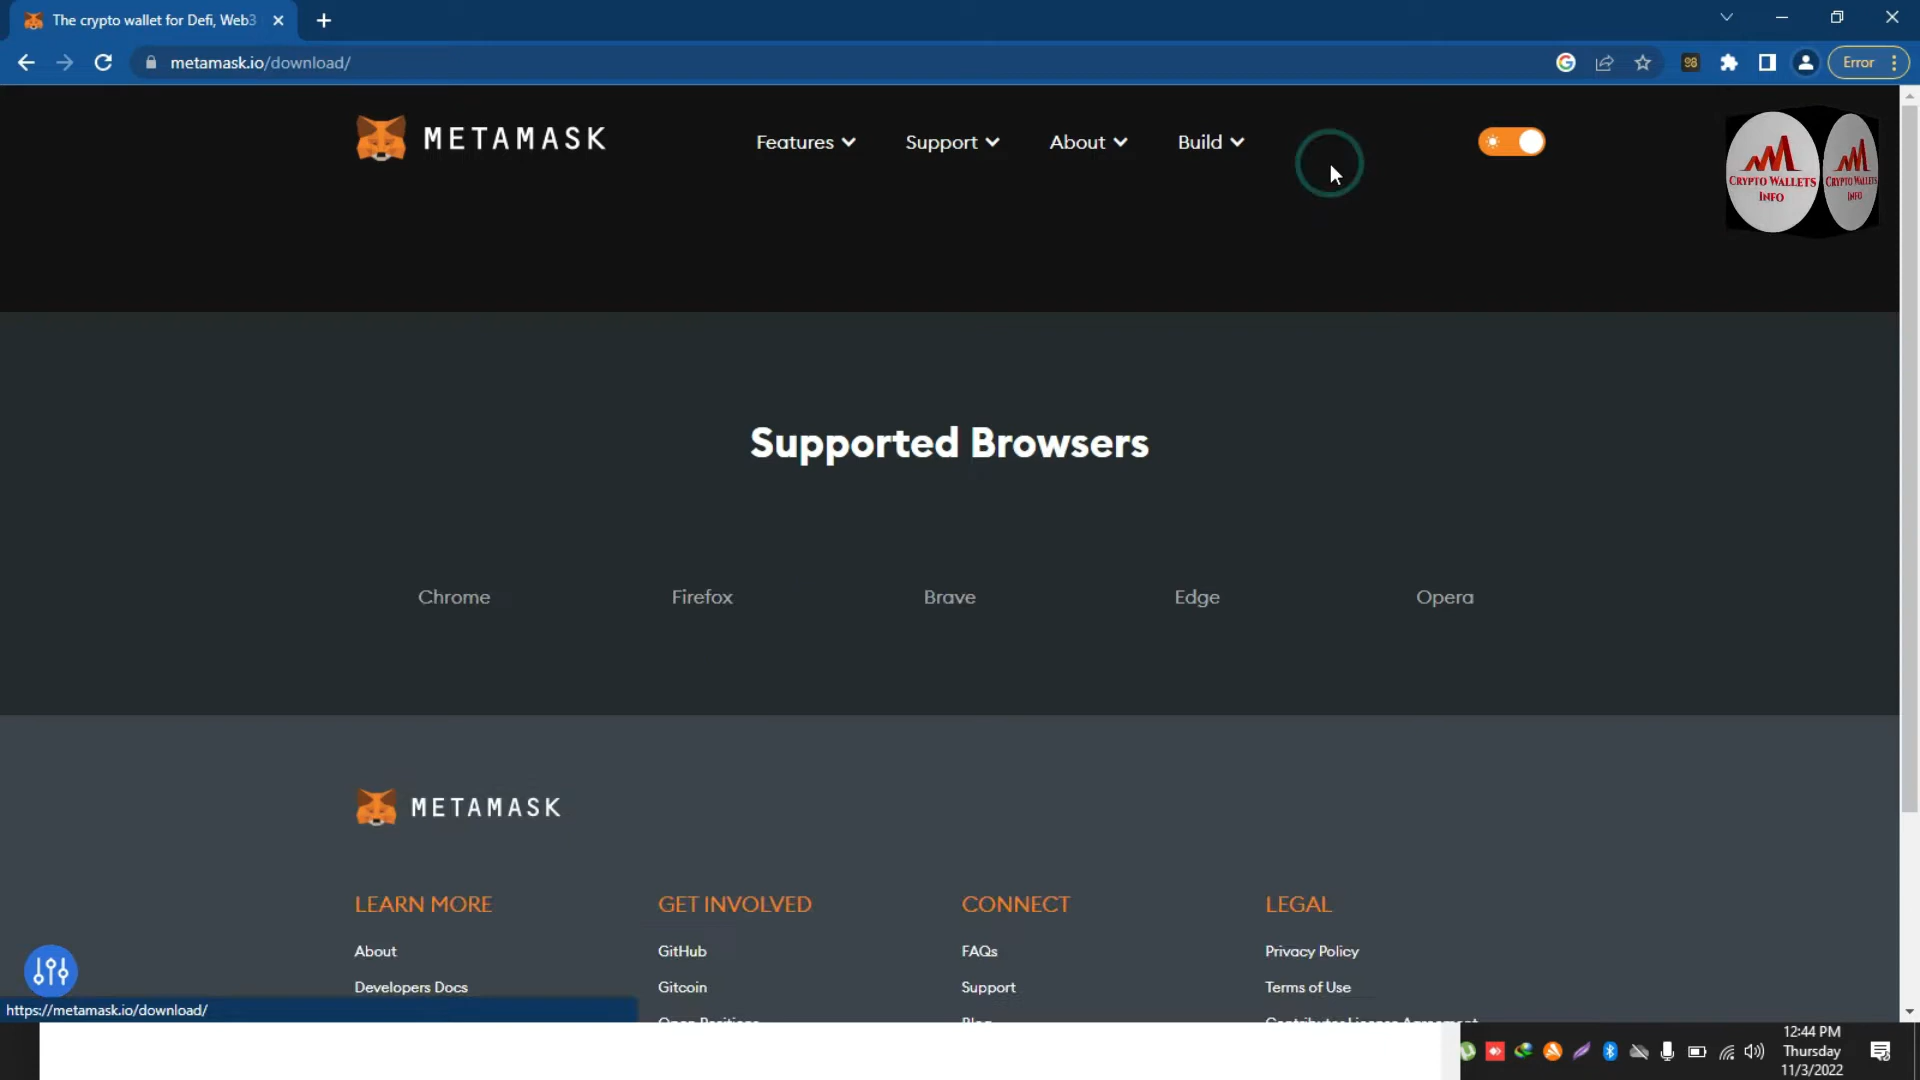 The crypto wallet for Defi, Web3
metamask.io/download/
98
Error
METAMASK
Features
Support
About
Build
CRYPTO WALLETS
INFO
CRYPTO WALLETS
INFO
Supported Browsers
Chrome
Firefox
Brave
Edge
Opera
METAMASK
LEARN MORE
GET INVOLVED
CONNECT
LEGAL
About
GitHub
FAQs
Privacy Policy
Developers Docs
Gitcoin
Support
Terms of Use
Open Positions
Blog
Contributor License Agreement
https://metamask.io/download/
12:44 PM
Thursday
11/3/2022